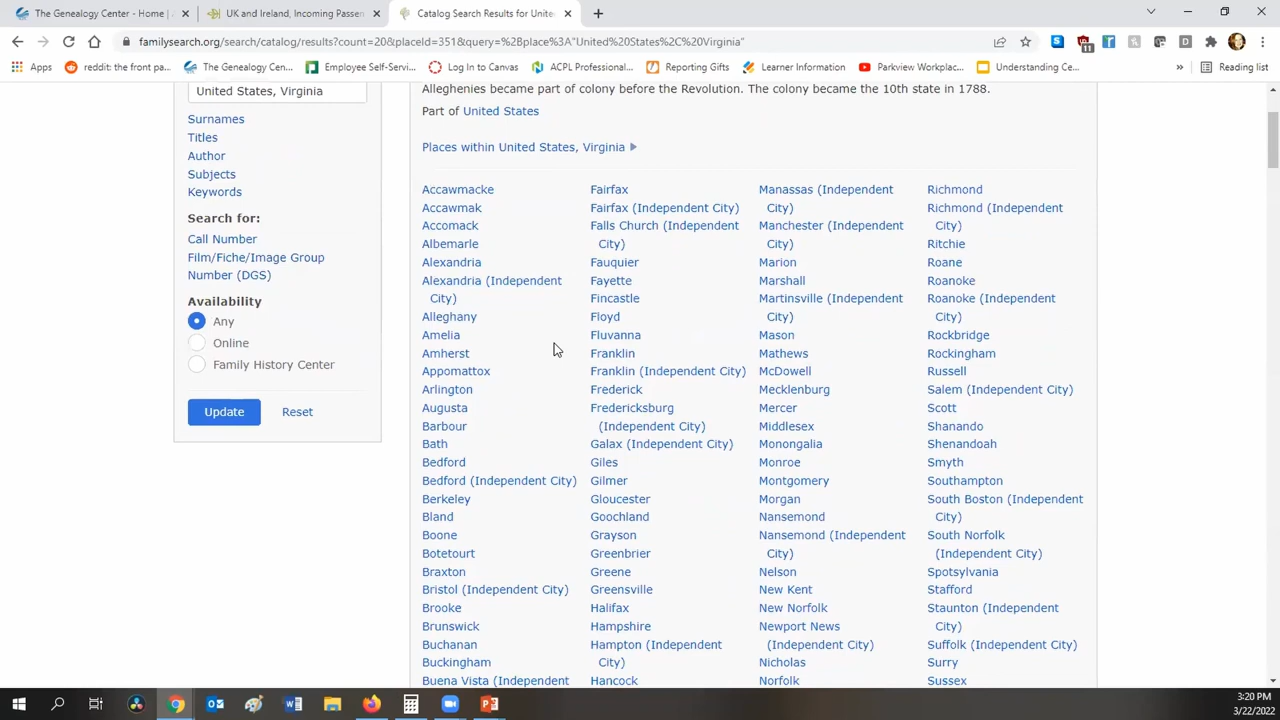 The Genealogy Center - Home |
UK and Ireland, Incoming Passen
Catalog Search Results for Unite
familysearch.org/search/catalog/results?count=20&placeId=351&query=%2Bplace%3A"United%20States%2C%20Virginia"
11
Apps
reddit: the front pa...
The Genealogy Cen...
Employee Self-Servi...
Log In to Canvas
ACPL Professional...
Reporting Gifts
Learner Information
Parkview Workplac...
Understanding Ce...
»
Reading list
United States, Virginia
Surnames
Titles
Author
Subjects
Keywords
Search for:
Call Number
Film/Fiche/Image Group
Number (DGS)
Availability
Any
Online
Family History Center
Update
Reset
Alleghenies became part of colony before the Revolution. The colony became the 10th state in 1788.
Part of United States
Places within United States, Virginia
Accawmacke
Accawmak
Accomack
Albemarle
Alexandria
Alexandria (Independent
City)
Alleghany
Amelia
Amherst
Appomattox
Arlington
Augusta
Barbour
Bath
Bedford
Bedford (Independent City)
Berkeley
Bland
Boone
Botetourt
Braxton
Bristol (Independent City)
Brooke
Brunswick
Buchanan
Buckingham
Buena Vista (Independent
Fairfax
Fairfax (Independent City)
Falls Church (Independent
City)
Fauquier
Fayette
Fincastle
Floyd
Fluvanna
Franklin
Franklin (Independent City)
Frederick
Fredericksburg
(Independent City)
Galax (Independent City)
Giles
Gilmer
Gloucester
Goochland
Grayson
Greenbrier
Greene
Greensville
Halifax
Hampshire
Hampton (Independent
City)
Hancock
Manassas (Independent
City)
Manchester (Independent
City)
Marion
Marshall
Martinsville (Independent
City)
Mason
Mathews
McDowell
Mecklenburg
Mercer
Middlesex
Monongalia
Monroe
Montgomery
Morgan
Nansemond
Nansemond (Independent
City)
Nelson
New Kent
New Norfolk
Newport News
(Independent City)
Nicholas
Norfolk
Richmond
Richmond (Independent
City)
Ritchie
Roane
Roanoke
Roanoke (Independent
City)
Rockbridge
Rockingham
Russell
Salem (Independent City)
Scott
Shanando
Shenandoah
Smyth
Southampton
South Boston (Independent
City)
South Norfolk
(Independent City)
Spotsylvania
Stafford
Staunton (Independent
City)
Suffolk (Independent City)
Surry
Sussex
3:20 PM
3/22/2022